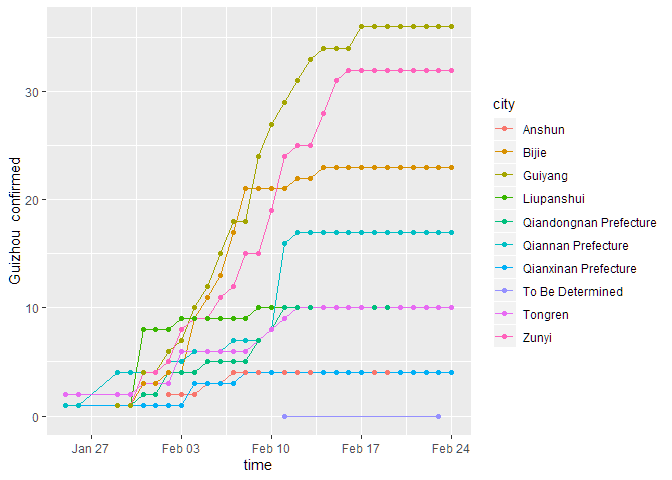 Guizhou confirmed
30
20
10
0
Jan 27
Feb 03
Feb 10
Feb 17
Feb 24
time
city
Anshun
Bijie
Guiyang
Liupanshui
Qiandongnan Prefecture
Qiannan Prefecture
Qianxinan Prefecture
To Be Determined
Tongren
Zunyi